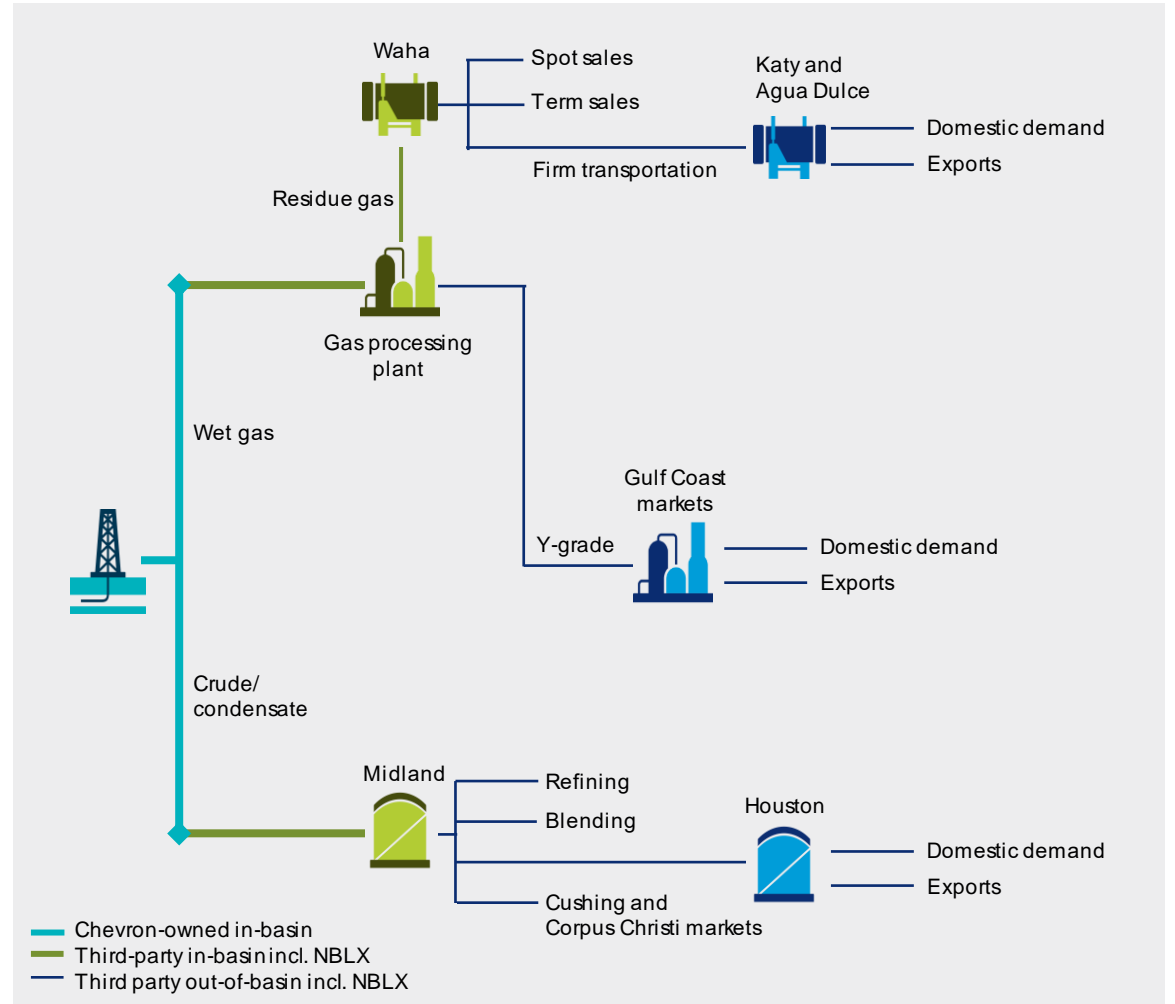 Waha
Spot sales
Term sales
Firm transportation
Katy and
Agua Dulce
Domestic demand
Exports
Residue gas
Gas processing
plant
Wet gas
Gulf Coast
markets
Y-grade
Domestic demand
Exports
Crude/
condensate
Midland
Refining
Blending
Cushing and
Corpus Christi markets
Houston
Domestic demand
Exports
Chevron-owned in-basin
Third-party in-basin incl. NBLX
Third party out-of-basin incl. NBLX